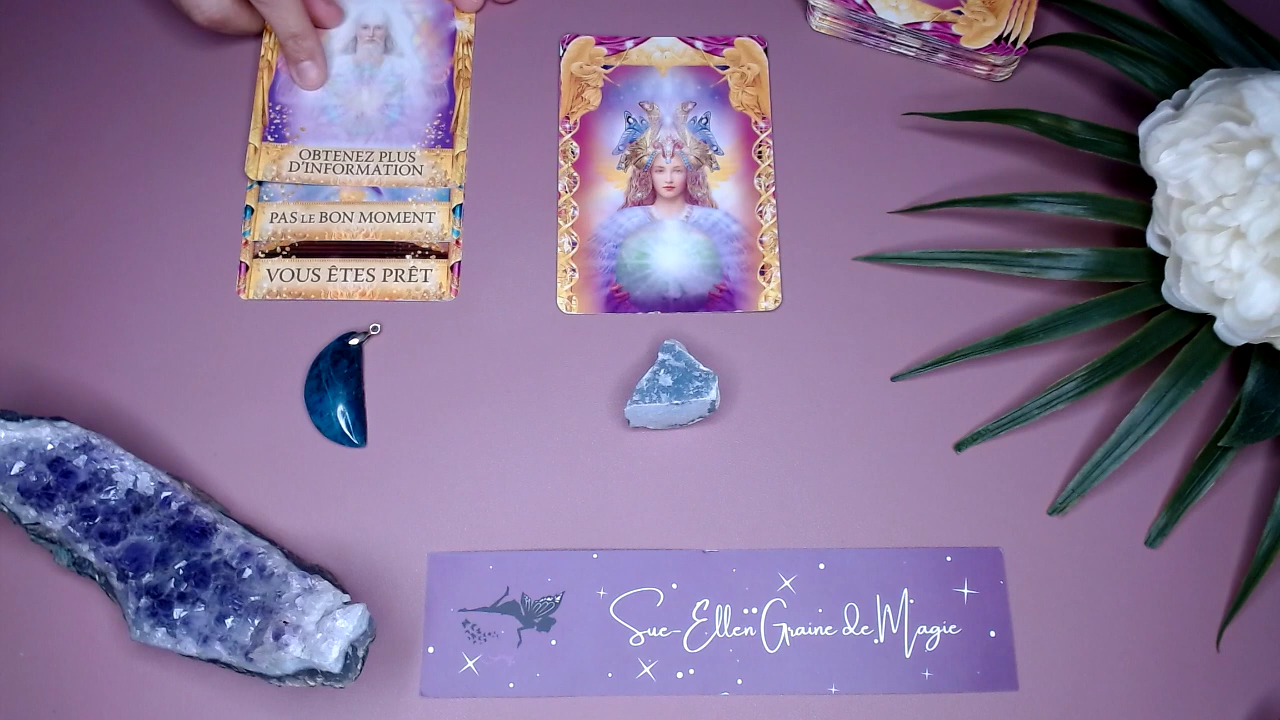 OBTENEZ PLUS
D'INFORMATION
PAS LE BON MOMENT
VOUS ÊTES PRÊT
Sue-Ellen Graine de Magie